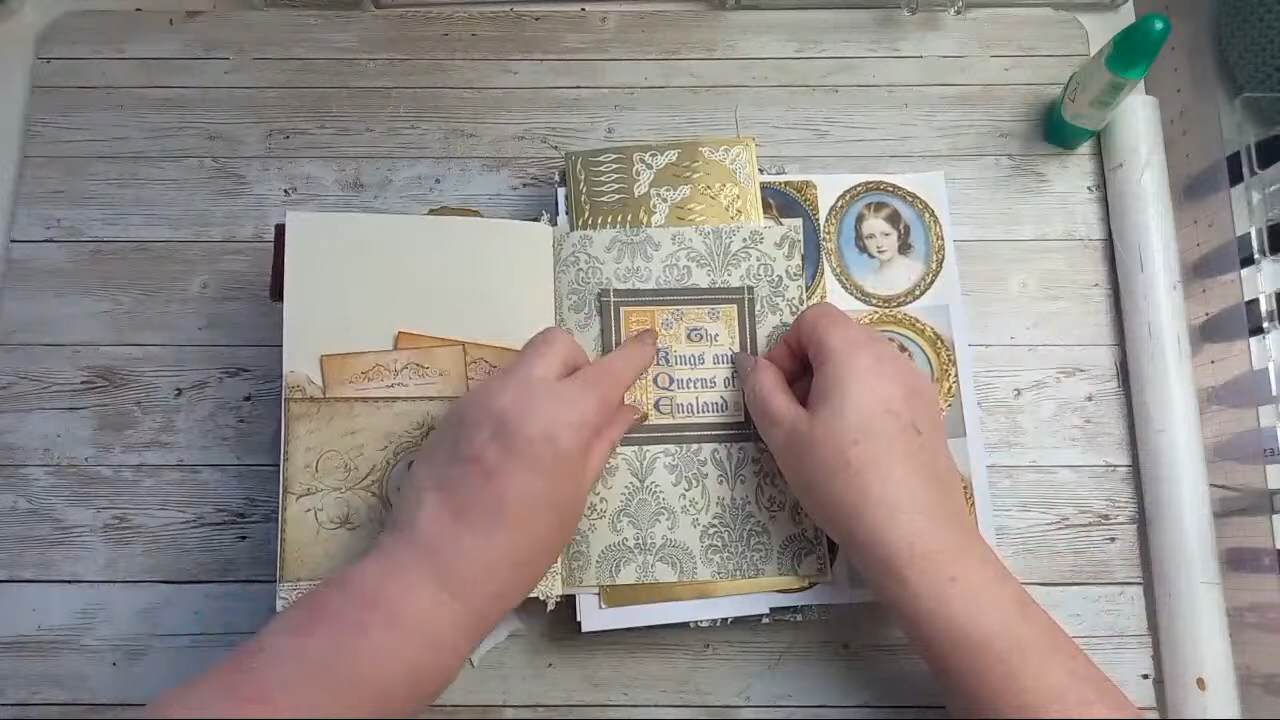 The
Kings and
Queens of
England